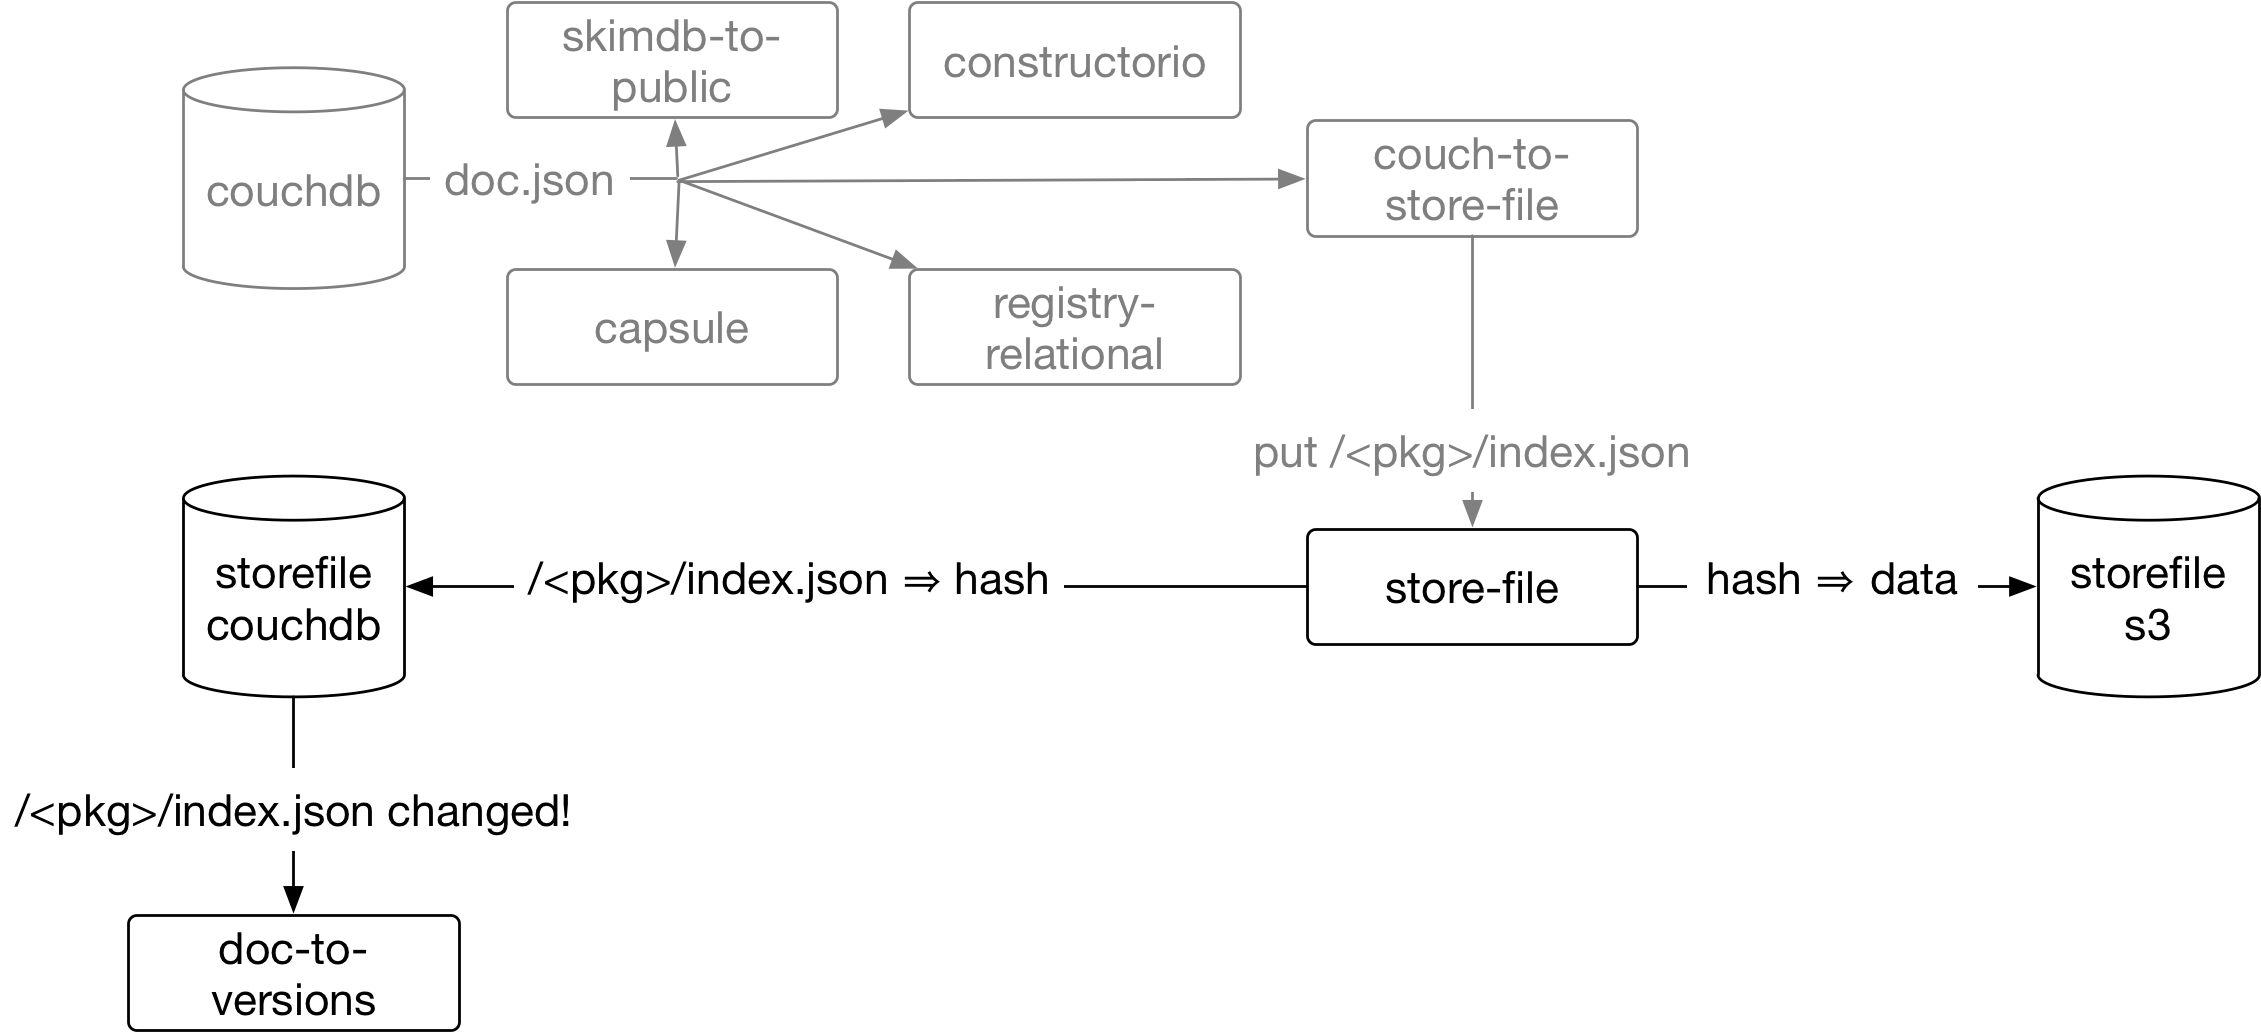 skimdb-to-
public
constructorio
couchdb
doc.json
couch-to-
store-file
capsule
registry-
relational
put /<pkg>/index.json
storefile
couchdb
/<pkg>/index.json ⇒ hash
store-file
hash ⇒ data
storefile
s3
/<pkg>/index.json changed!
doc-to-
versions